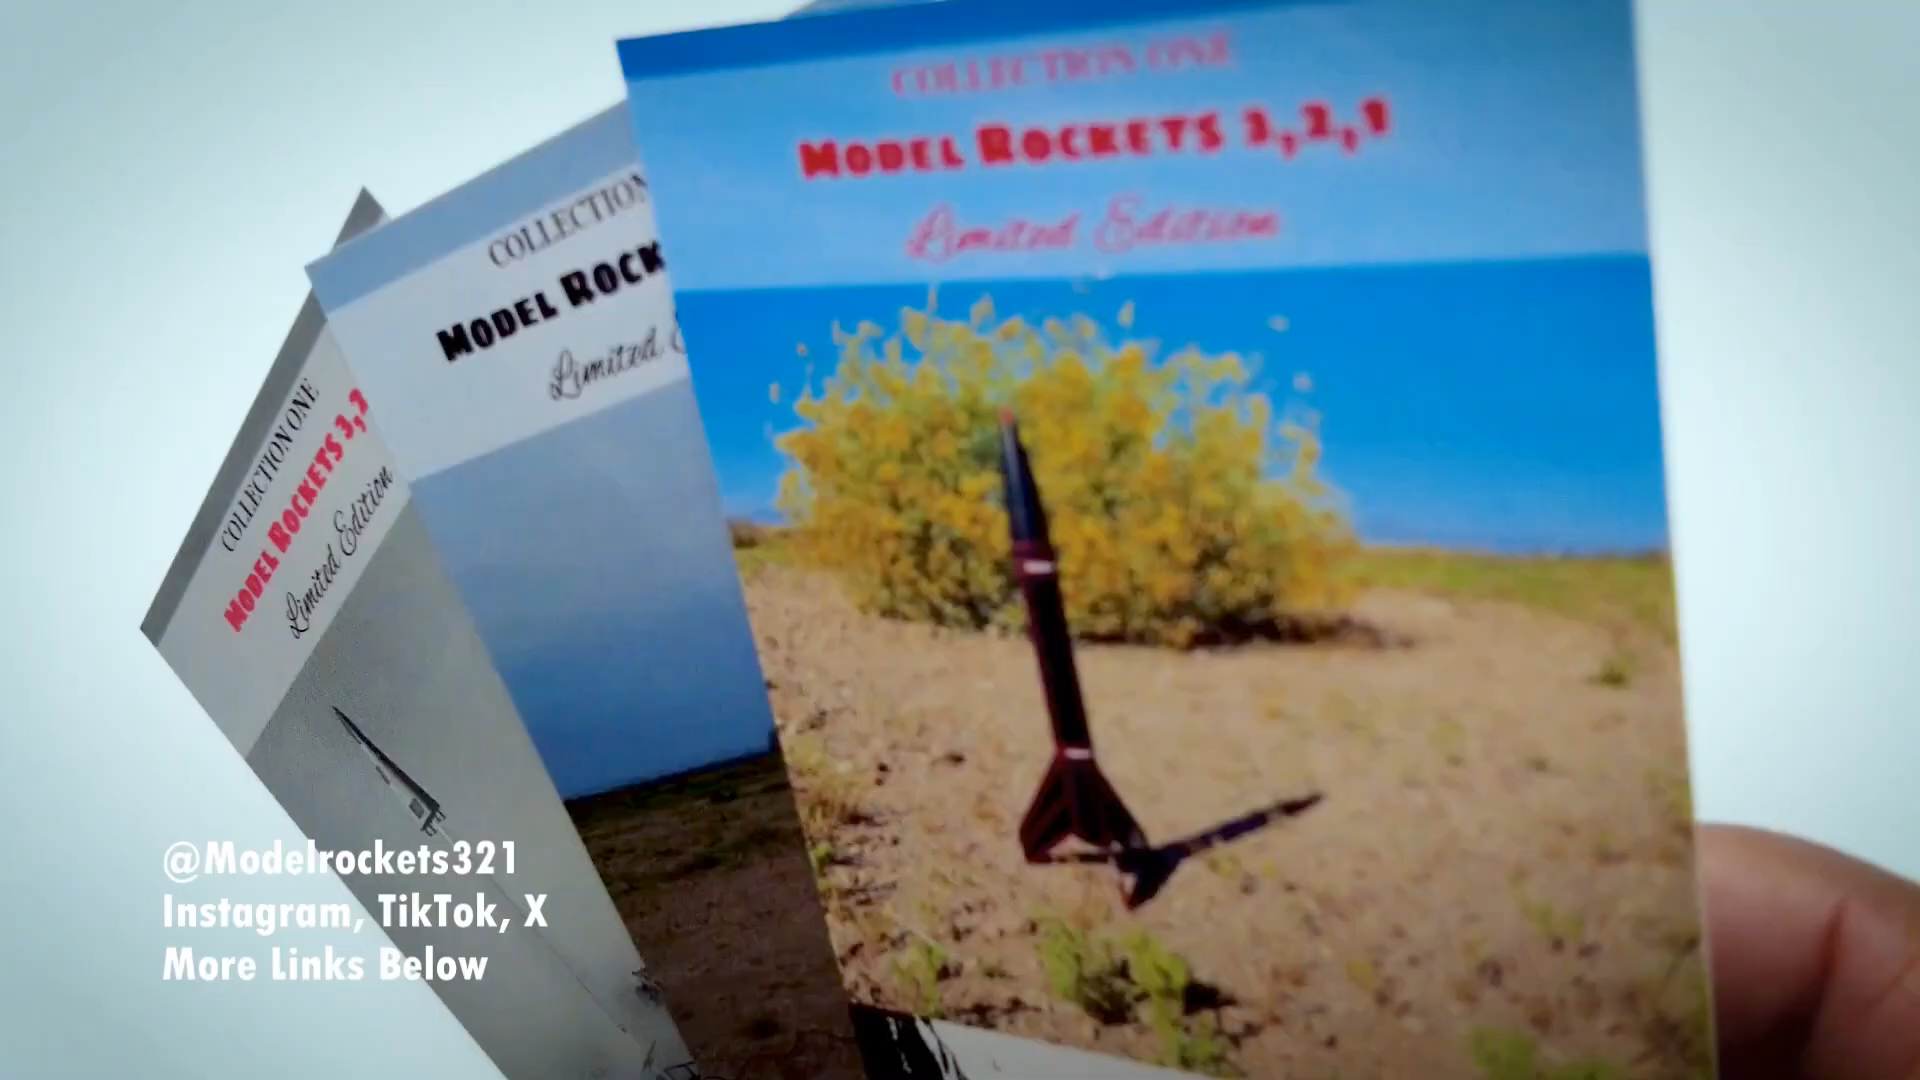 COLLECTION ONE
MODEL ROCKETS 3,2,1
Limited Edition
COLLECTION
MODEL ROCK
Limited E
COLLECTION ONE
MODEL ROCKETS 3,2
Limited Edition
@Modelrockets321
Instagram, TikTok, X
More Links Below